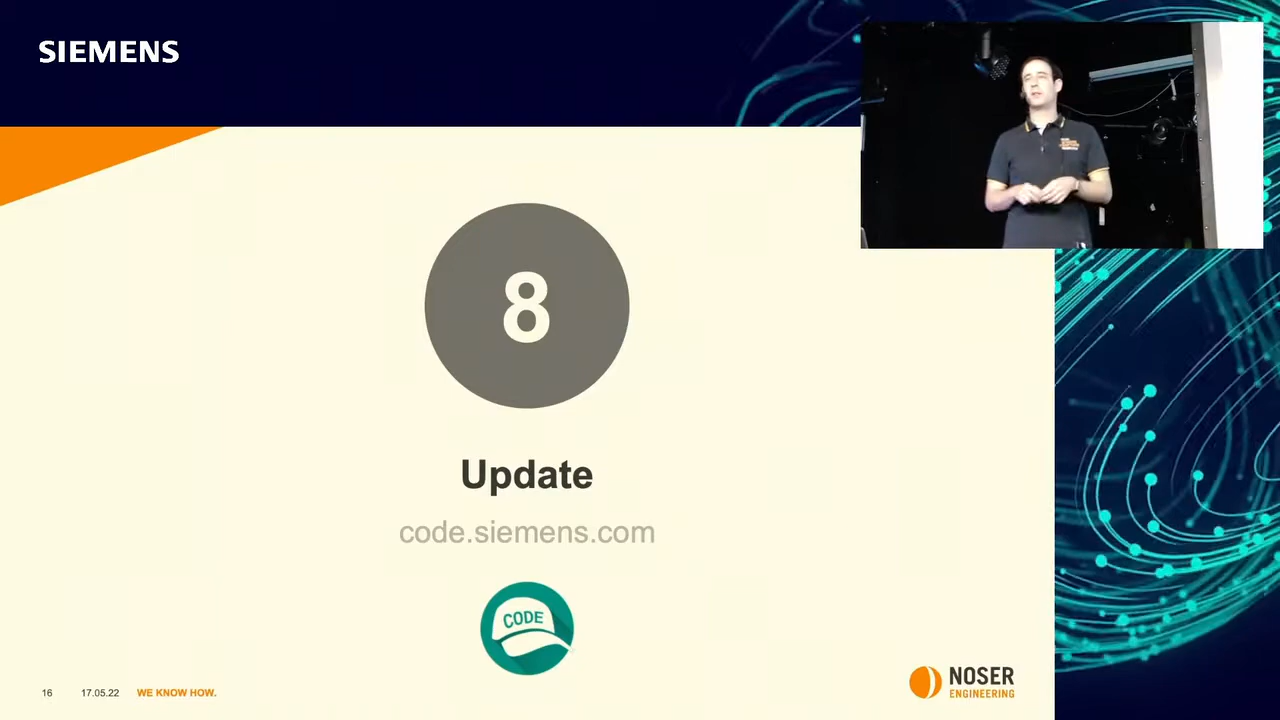 SIEMENS
8
Update
code.siemens.com
CODE
16 17.05.22 WE KNOW HOW.
NOSER
ENGINEERING